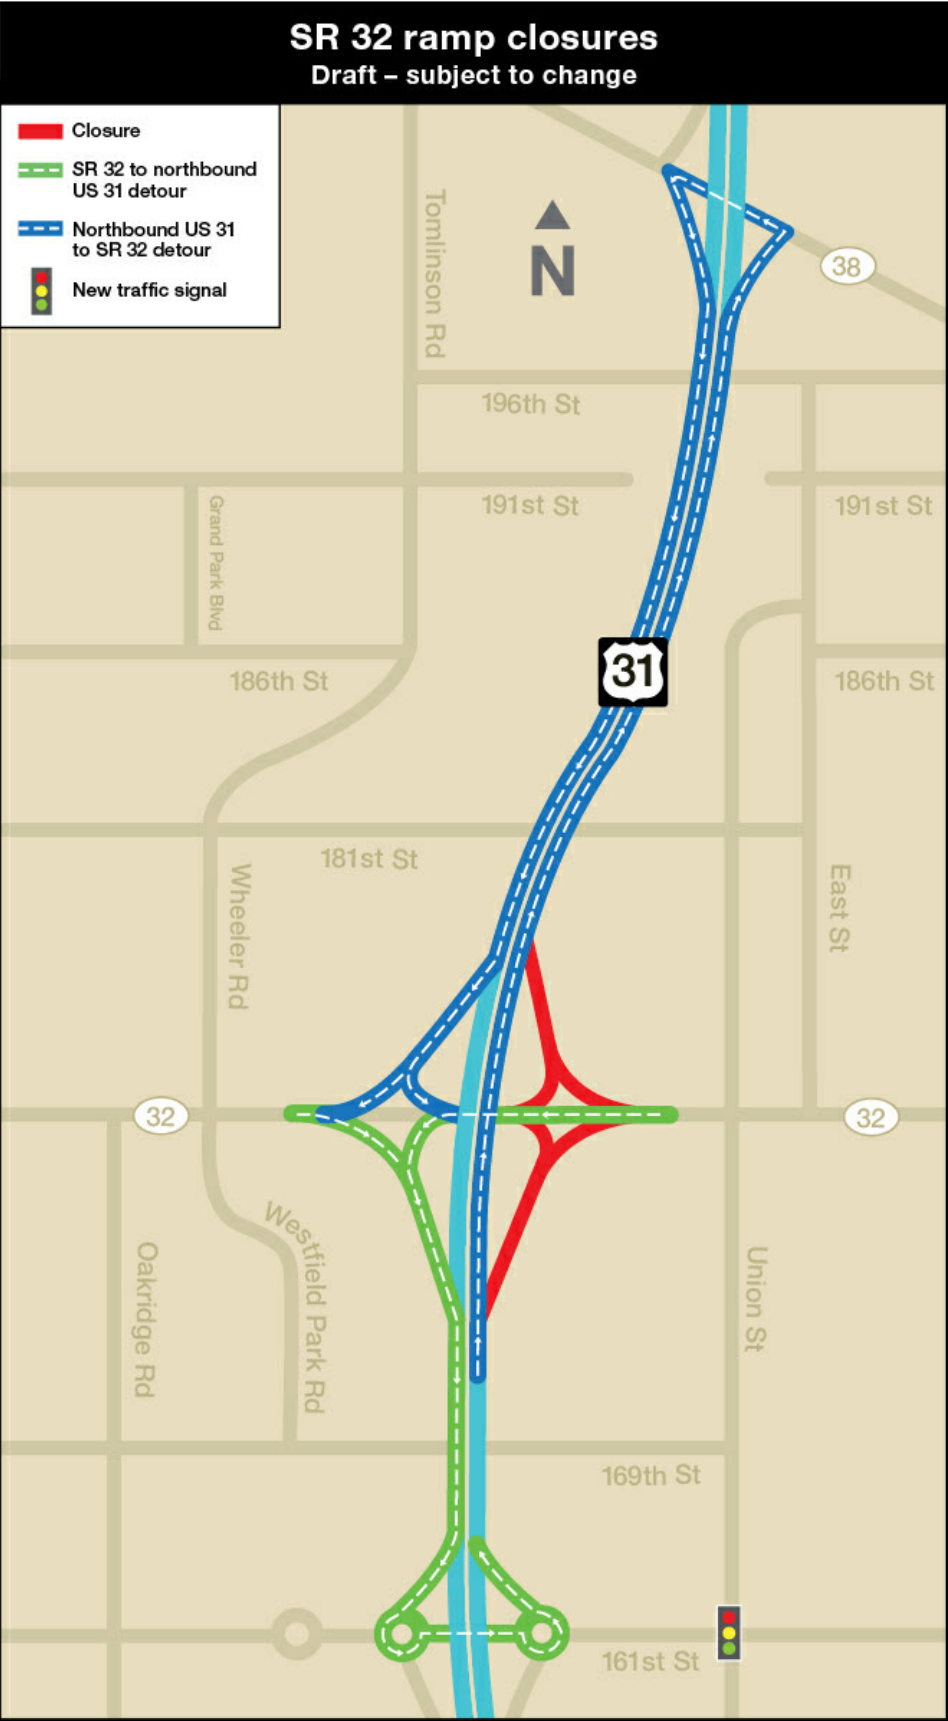 SR 32 ramp closures
Draft – subject to change
Closure
SR 32 to northbound
US 31 detour
Northbound US 31
to SR 32 detour
New traffic signal
Tomlinson Rd
N
38
196th St
191st St
191st St
Grand Park Blvd
31
186th St
186th St
181st St
Wheeler Rd
East St
32
32
Westfield Park Rd
Oakridge Rd
Union St
169th St
161st St